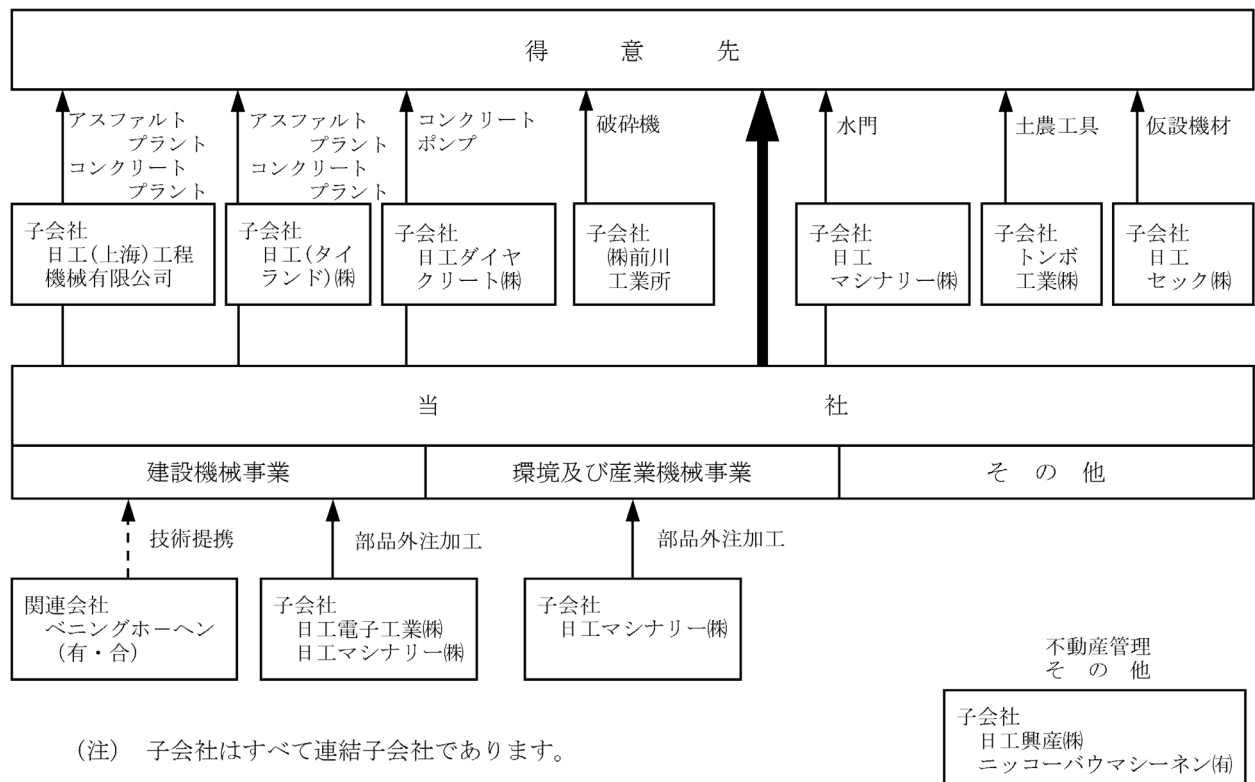 得意先
アスファルト
プラント
コンクリート
プラント
アスファルト
プラント
コンクリート
プラント
コンクリート
ポンプ
破砕機
水門
土農工具
仮設機材
子会社
日工(上海)工程
機械有限公司
子会社
日工(タイ
ランド)㈱
子会社
日工ダイヤ
クリート㈱
子会社
㈱前川
工業所
子会社
日工
マシナリー㈱
子会社
トンボ
工業㈱
子会社
日工
セック㈱
当社
建設機械事業
環境及び産業機械事業
その他
技術提携
部品外注加工
部品外注加工
関連会社
ベニングホーヘン
(有・合)
子会社
日工電子工業㈱
日工マシナリー㈱
子会社
日工マシナリー㈱
不動産管理
その他
子会社
日工興産㈱
ニッコーバウマシーネン㈲
(注) 子会社はすべて連結子会社であります。